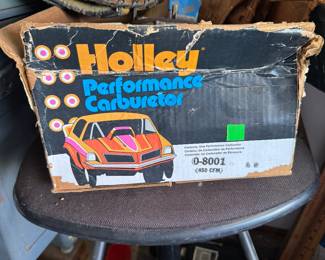 Holley
Performance
Carburetor
0-8001
(450 CFM)